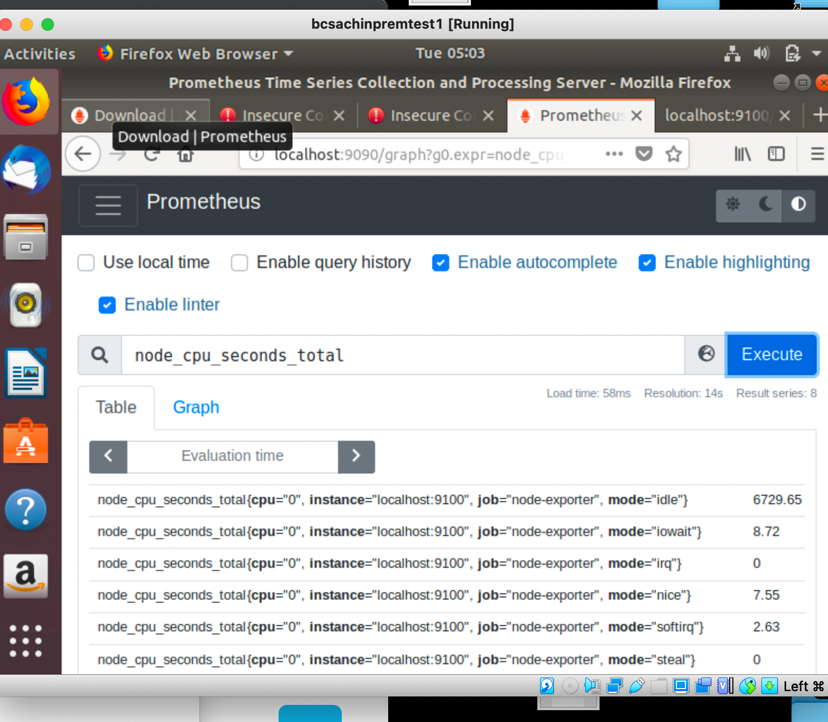 bcsachinpremtest1 [Running]
Activities Firefox Web Browser Tue 05:03
Prometheus Time Series Collection and Processing Server - Mozilla Firefox
Download Insecure Co Insecure Co Prometheus localhost:9100
Download | Prometheus
localhost:9090/graph?g0.expr=node_cpu_
Prometheus
Use local time Enable query history Enable autocomplete Enable highlighting
Enable linter
node_cpu_seconds_total Execute
Load time: 58ms Resolution: 14s Result series: 8
Table Graph
Evaluation time
node_cpu_seconds_total{cpu="0", instance="localhost:9100", job="node-exporter", mode="idle"} 6729.65
node_cpu_seconds_total{cpu="0", instance="localhost:9100", job="node-exporter", mode="iowait"} 8.72
node_cpu_seconds_total{cpu="0", instance="localhost:9100", job="node-exporter", mode="irq"} 0
node_cpu_seconds_total{cpu="0", instance="localhost:9100", job="node-exporter", mode="nice"} 7.55
node_cpu_seconds_total{cpu="0", instance="localhost:9100", job="node-exporter", mode="softirq"} 2.63
node_cpu_seconds_total{cpu="0", instance="localhost:9100", job="node-exporter", mode="steal"} 0
Left ⌘